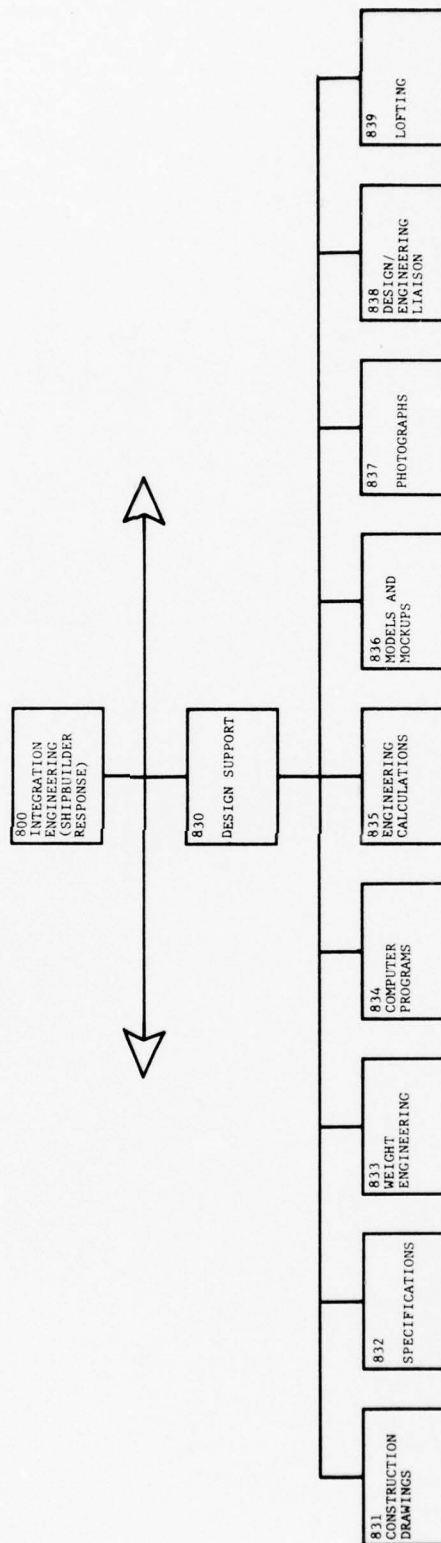 800
INTEGRATION
ENGINEERING
(SHIPBUILDER
RESPONSE)
830
DESIGN SUPPORT
831
CONSTRUCTION
DRAWINGS
832
SPECIFICATIONS
833
WEIGHT
ENGINEERING
834
COMPUTER
PROGRAMS
835
ENGINEERING
CALCULATIONS
836
MODELS AND
MOCKUPS
837
PHOTOGRAPHS
838
DESIGN/
ENGINEERING
LIAISON
839
LOFTING